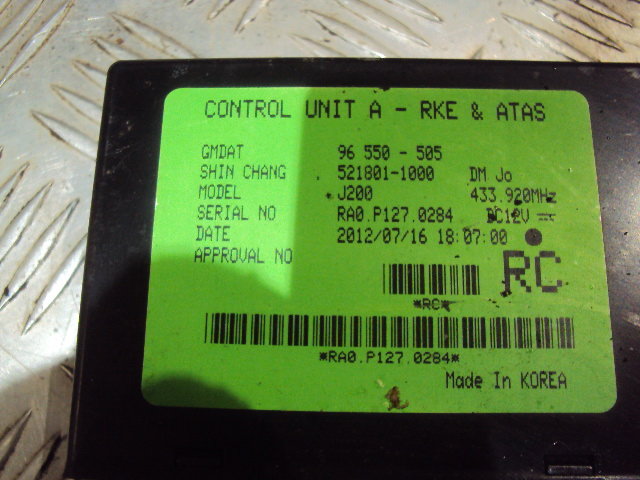 CONTROL UNIT A - RKE & ATAS
GMDAT 96 550 - 505
SHIN CHANG 521801-1000 DM Jo
MODEL J200 433.920MHz
SERIAL NO RA0.P127.0284 DC12V
DATE 2012/07/16 18:07:00
APPROVAL NO
RC
*RC*
*RA0.P127.0284*
Made In KOREA